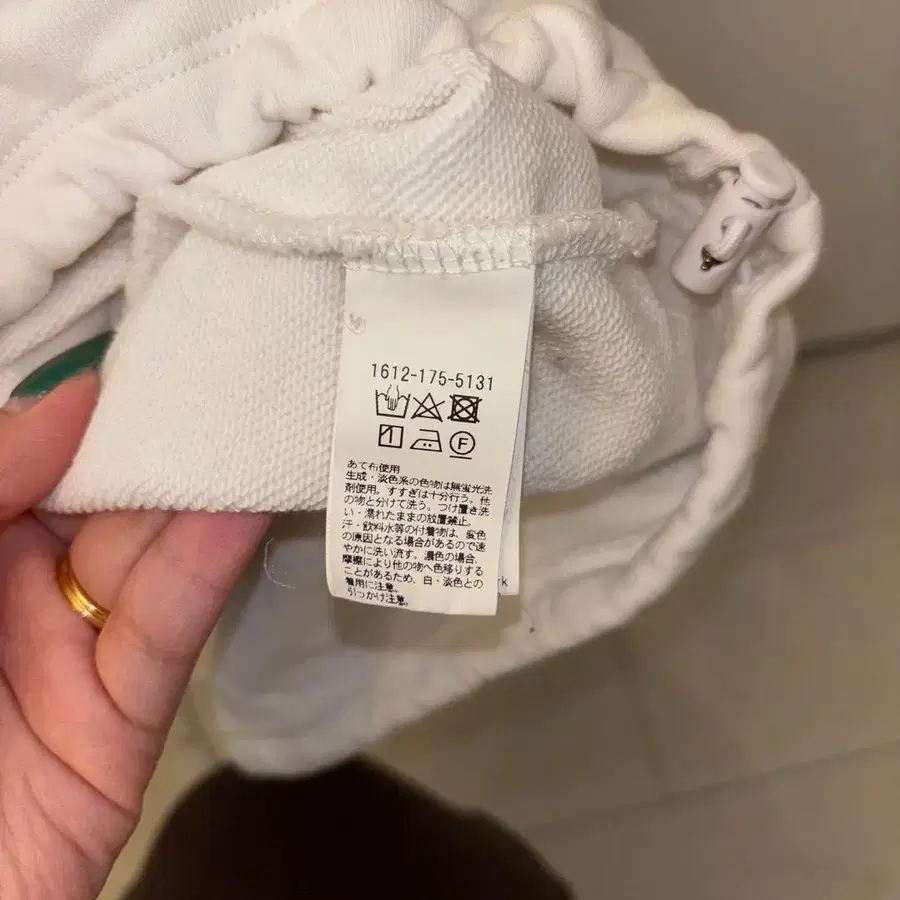 1612-175-5131
F
あて布使用
生成・淡色系の色物は無蛍光洗
剤使用。すすぎは十分行う。他
の物と分けて洗う。つけ置き洗
い・濡れたままの放置禁止。
汗・飲料水等の付着物は、変色
の原因となる場合があるので速
やかに洗い流す。濃色の場合、
摩擦により他の物へ色移りする
ことがあるため、白・淡色との
着用に注意。
引っかけ注意。
rk